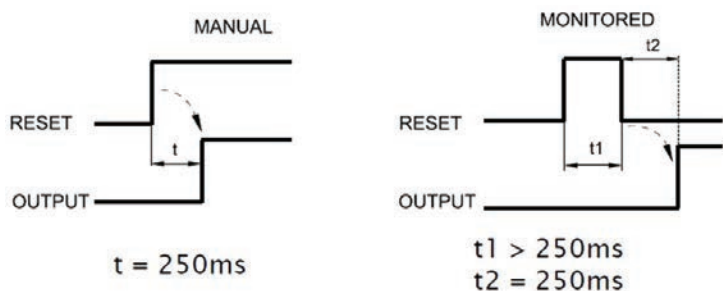 MANUAL
RESET
t
OUTPUT
t = 250ms
MONITORED
t2
RESET
t1
OUTPUT
t1 > 250ms
t2 = 250ms